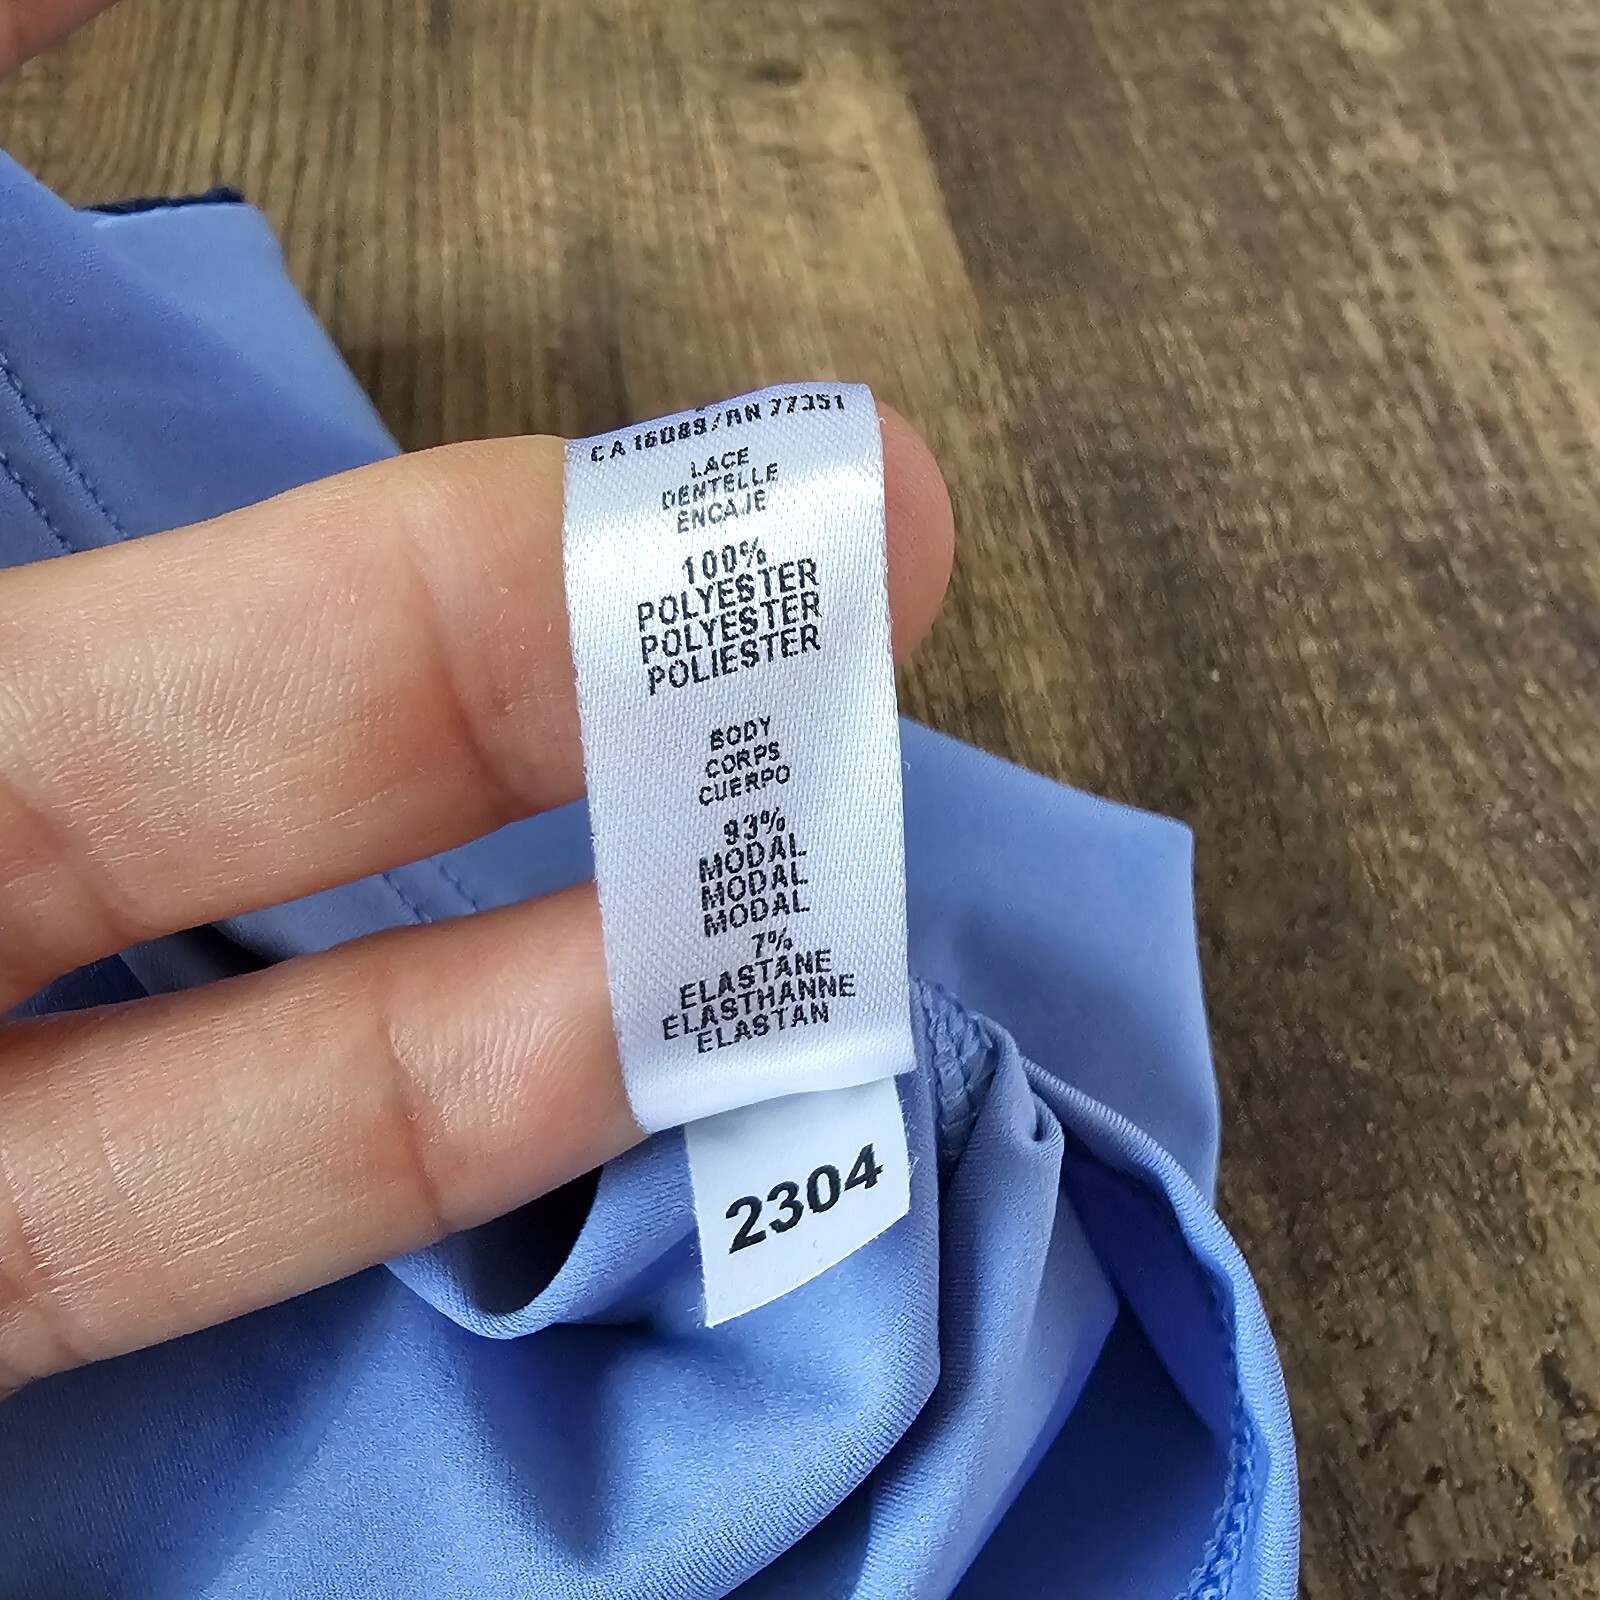 CA 16089/RN 77351
LACE
DENTELLE
ENCAJE
100%
POLYESTER
POLYESTER
POLIESTER
BODY
CORPS
CUERPO
93%
MODAL
MODAL
MODAL
7%
ELASTANE
ELASTHANNE
ELASTAN
2304